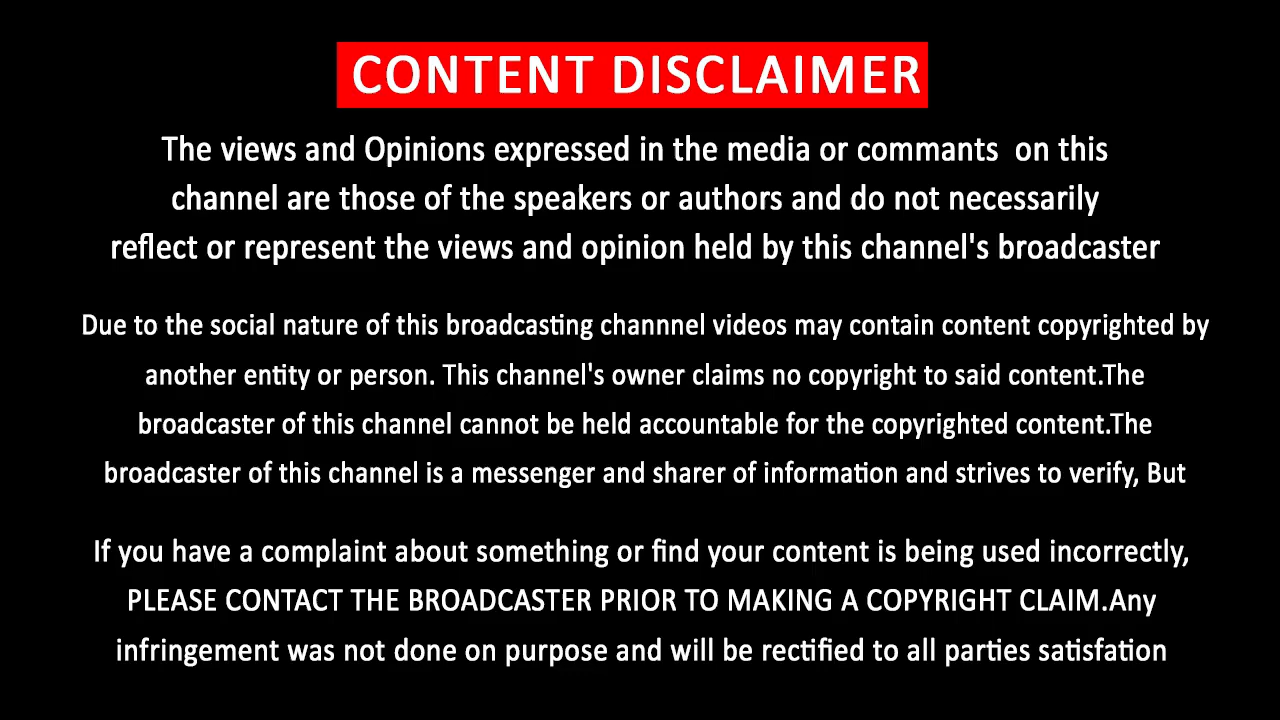 CONTENT DISCLAIMER
The views and Opinions expressed in the media or commants  on this
channel are those of the speakers or authors and do not necessarily
reflect or represent the views and opinion held by this channel's broadcaster
Due to the social nature of this broadcasting channnel videos may contain content copyrighted by
another entity or person. This channel's owner claims no copyright to said content.The
broadcaster of this channel cannot be held accountable for the copyrighted content.The
broadcaster of this channel is a messenger and sharer of information and strives to verify, But
If you have a complaint about something or find your content is being used incorrectly,
PLEASE CONTACT THE BROADCASTER PRIOR TO MAKING A COPYRIGHT CLAIM.Any
infringement was not done on purpose and will be rectified to all parties satisfation